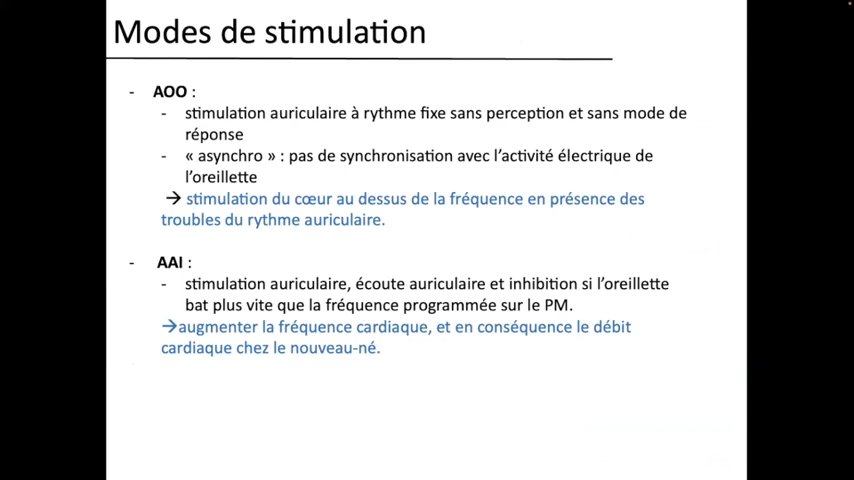 Modes de stimulation
- AOO :
- stimulation auriculaire à rythme fixe sans perception et sans mode de
réponse
- « asynchro » : pas de synchronisation avec l’activité électrique de
l’oreillette
→ stimulation du cœur au dessus de la fréquence en présence des
troubles du rythme auriculaire.
- AAI :
- stimulation auriculaire, écoute auriculaire et inhibition si l’oreillette
bat plus vite que la fréquence programmée sur le PM.
→augmenter la fréquence cardiaque, et en conséquence le débit
cardiaque chez le nouveau-né.